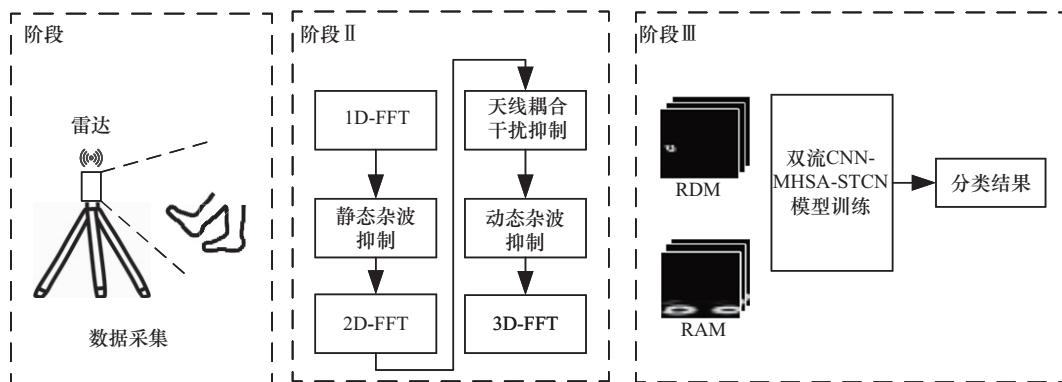 阶段
雷达
数据采集
阶段Ⅱ
1D-FFT
静态杂波
抑制
2D-FFT
天线耦合
干扰抑制
动态杂波
抑制
3D-FFT
阶段Ⅲ
RDM
RAM
双流CNN-
MHSA-STCN
模型训练
分类结果